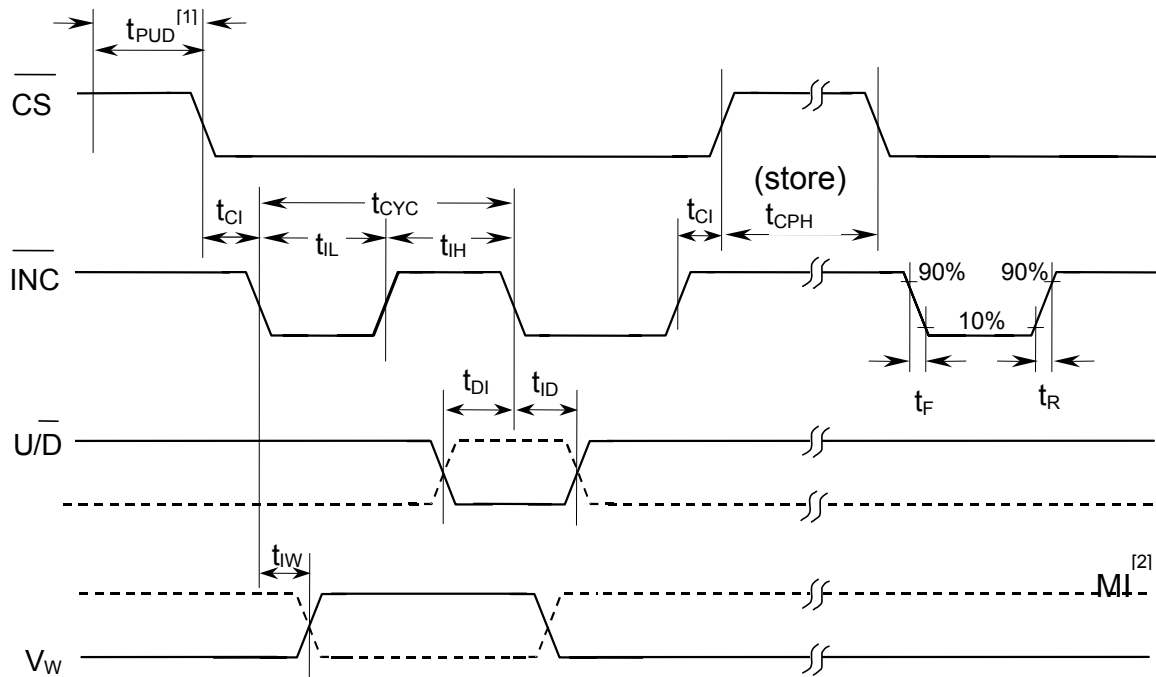 tPUD[1]
CS
(store)
tCI tCYC tCI tCPH
tIL tIH
INC
90% 90%
10%
tDI tID
tF tR
U/D
tIW
MI[2]
VW